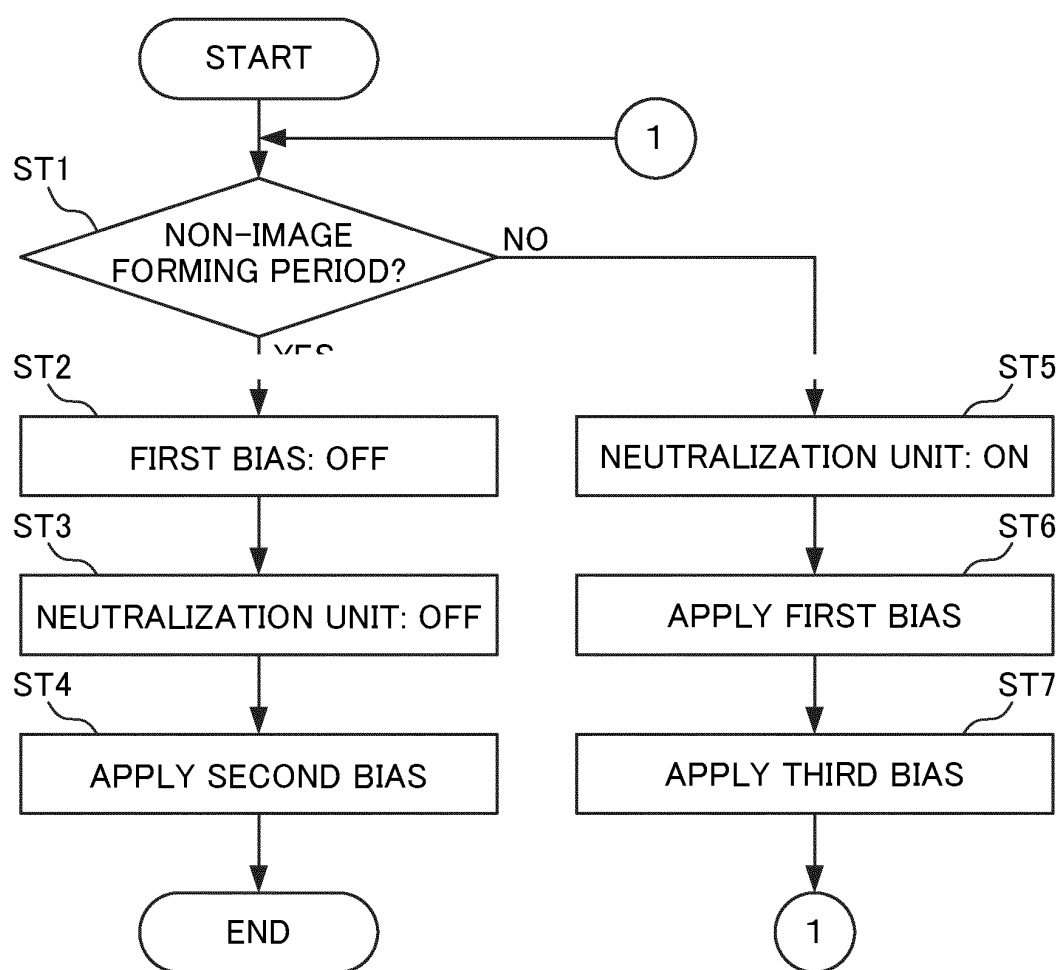 START
1
ST1
NON-IMAGE
FORMING PERIOD?
NO
YES
ST2
FIRST BIAS: OFF
ST5
NEUTRALIZATION UNIT: ON
ST3
NEUTRALIZATION UNIT: OFF
ST6
APPLY FIRST BIAS
ST4
APPLY SECOND BIAS
ST7
APPLY THIRD BIAS
END
1